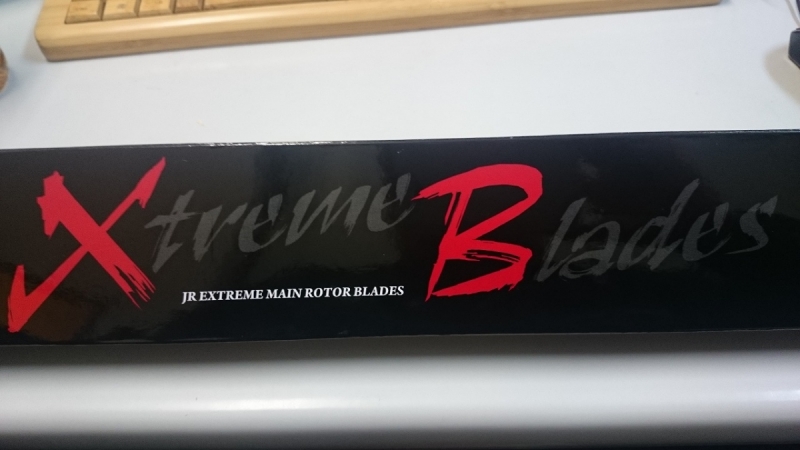 Xtreme Blades
JR EXTREME MAIN ROTOR BLADES